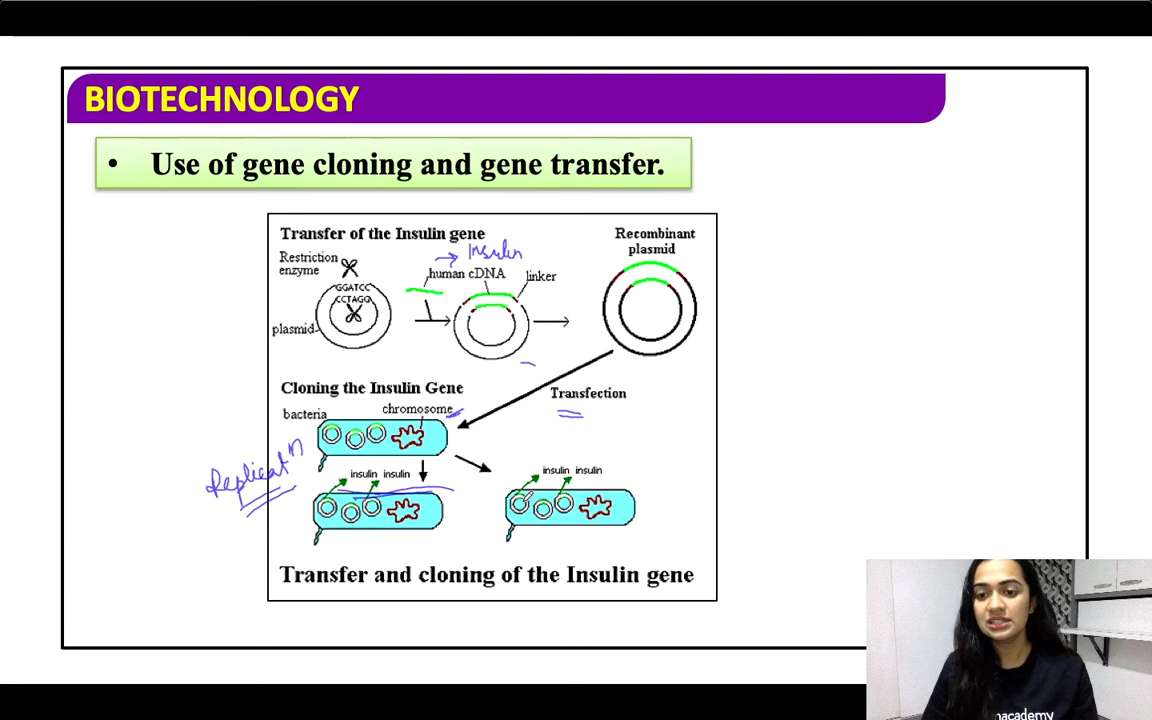 BIOTECHNOLOGY
• Use of gene cloning and gene transfer.
Transfer of the Insulin gene
Recombinant
plasmid
Restriction
enzyme
→ Insulin
human cDNA
linker
GGATCC
CCTAGG
plasmid
Cloning the Insulin Gene
Transfection
bacteria
chromosome
Replicatⁿ
insulin insulin
insulin insulin
Transfer and cloning of the Insulin gene
nacademy